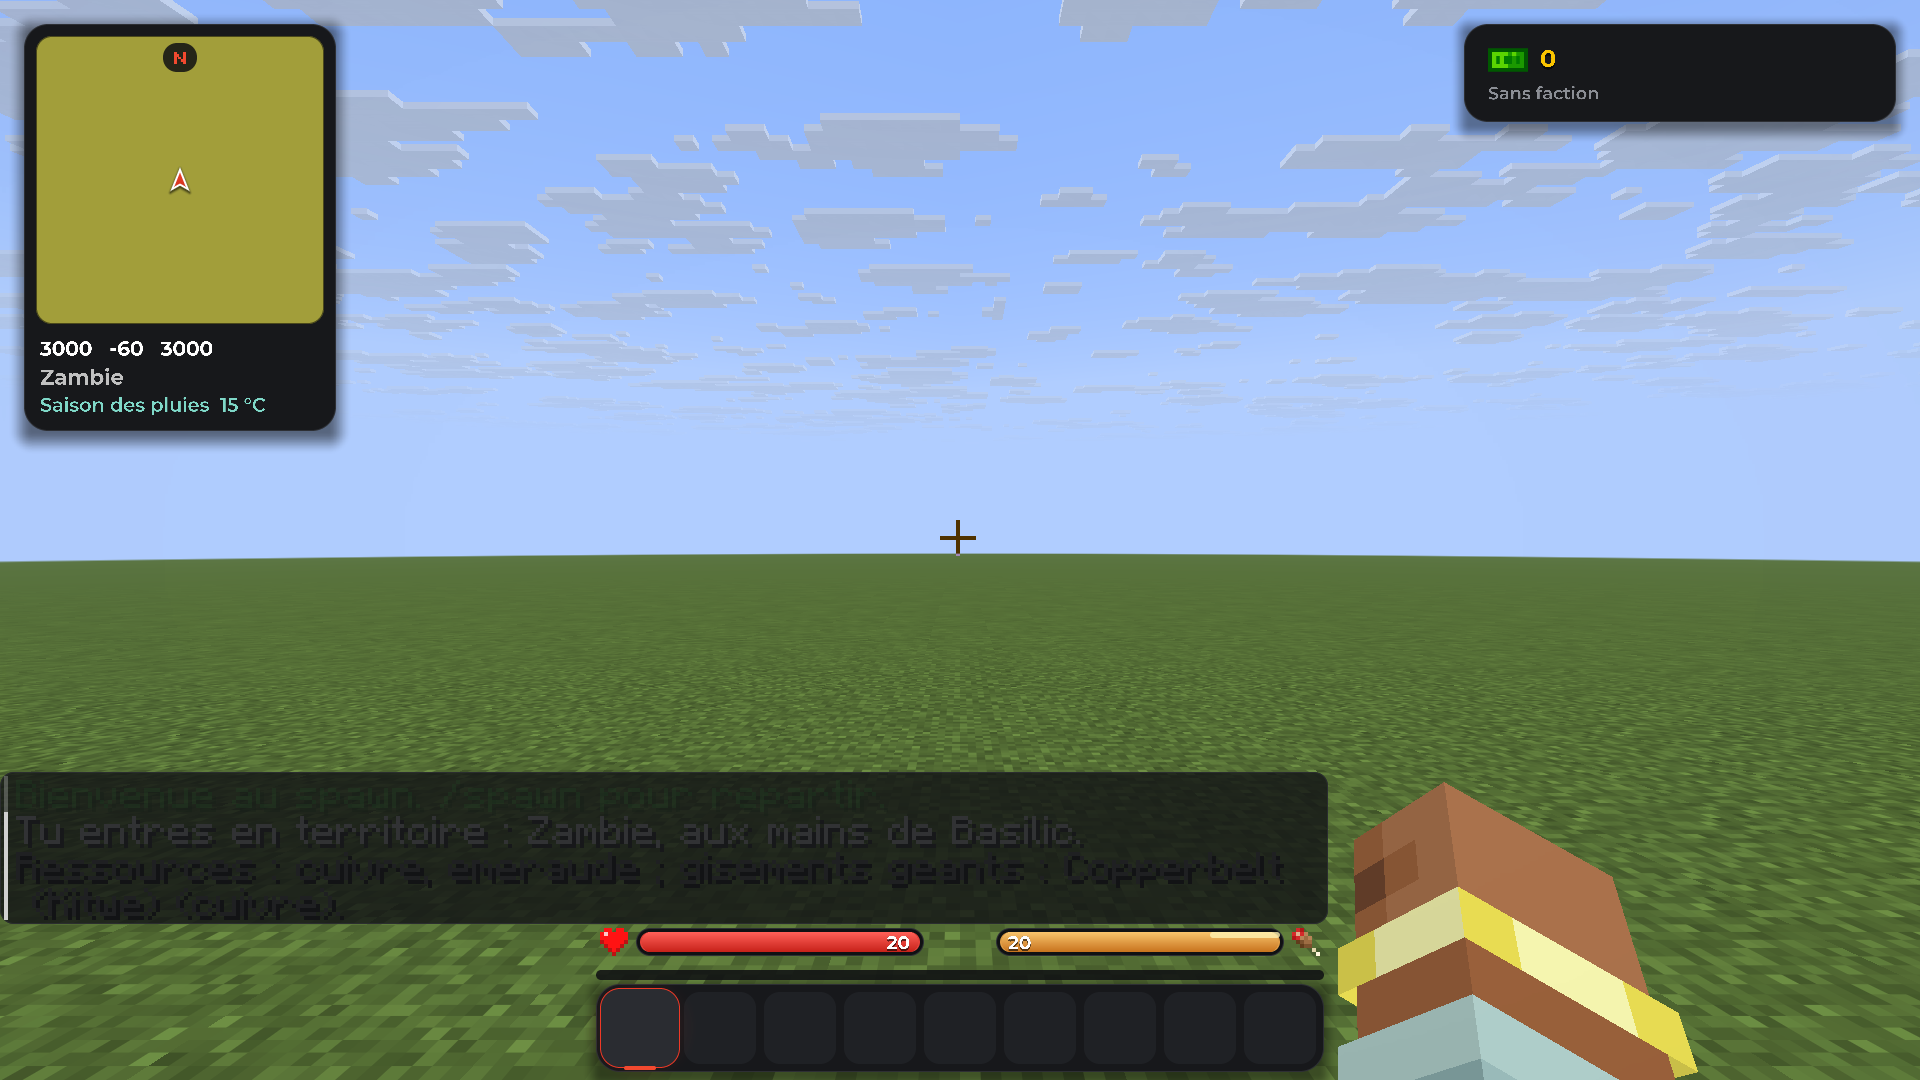 N
0
Sans faction
3000 -60 3000
Zambie
Saison des pluies 15 °C
Bienvenue au spawn. /spawn pour repartir.
Tu entres en territoire : Zambie, aux mains de Basilic.
Ressources : cuivre, emeraude ; gisements geants : Copperbelt
(Kitwe) (cuivre).
20
20